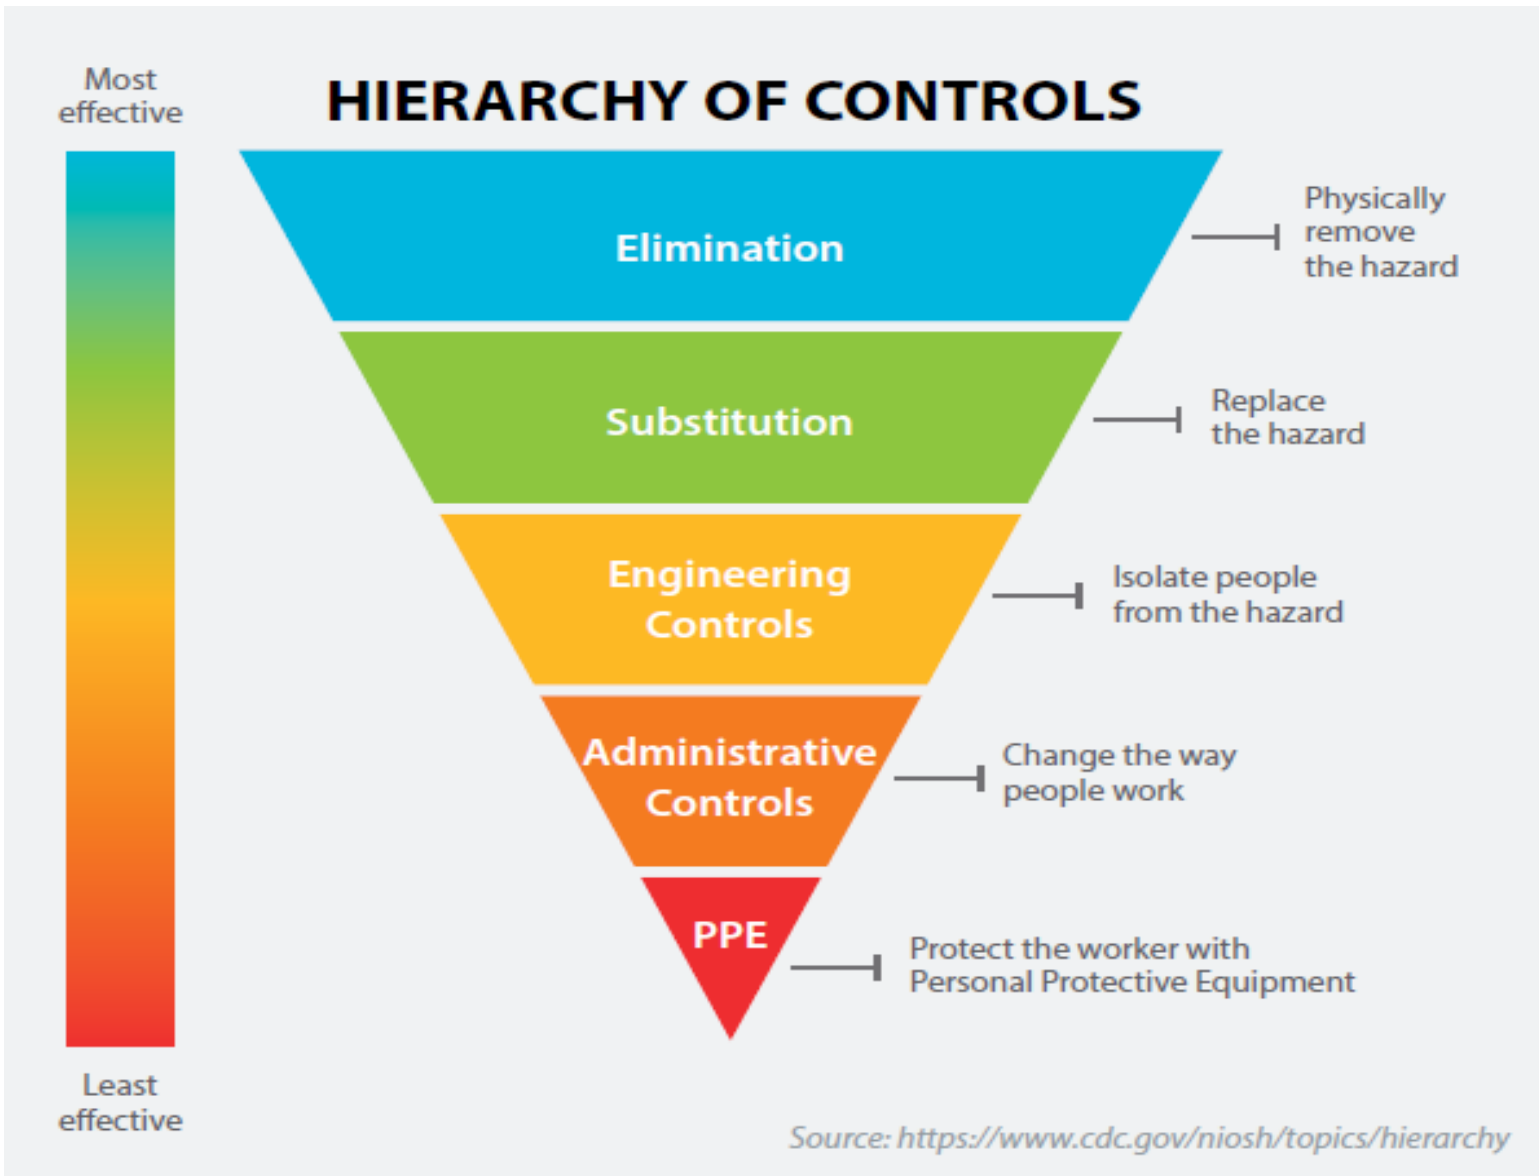 Most
effective
HIERARCHY OF CONTROLS
Elimination
Physically
remove
the hazard
Substitution
Replace
the hazard
Engineering
Controls
Isolate people
from the hazard
Administrative
Controls
Change the way
people work
PPE
Protect the worker with
Personal Protective Equipment
Least
effective
Source: https://www.cdc.gov/niosh/topics/hierarchy